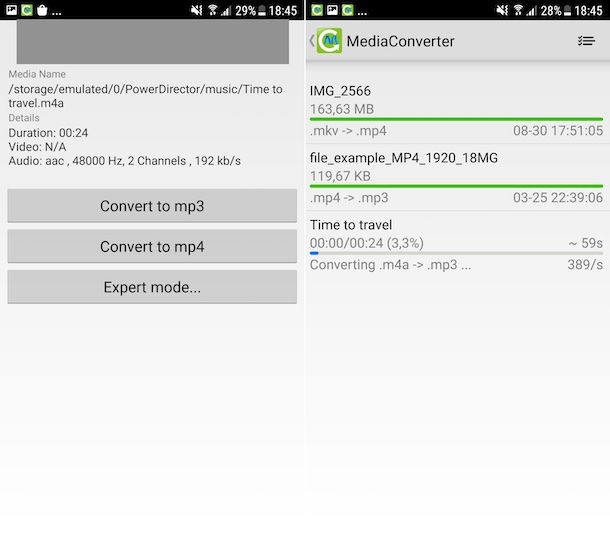 ... 29% 18:45
Media Name
/storage/emulated/0/PowerDirector/music/Time to
travel.m4a
Details
Duration: 00:24
Video: N/A
Audio: aac , 48000 Hz, 2 Channels , 192 kb/s
Convert to mp3
Convert to mp4
Expert mode...
... 28% 18:45
MediaConverter
IMG_2566
163,63 MB
.mkv -> .mp4 08-30 17:51:05
file_example_MP4_1920_18MG
119,67 KB
.mp4 -> .mp3 03-25 22:39:06
Time to travel
00:00/00:24 (3,3%) ~ 59s
Converting .m4a -> .mp3 ... 389/s